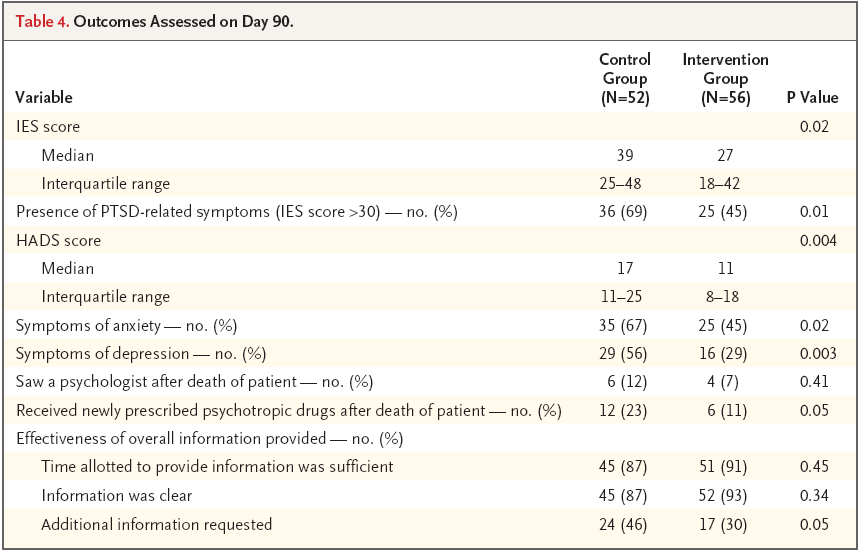 Table 4. Outcomes Assessed on Day 90.
Variable Control Group (N=52) Intervention Group (N=56) P Value
IES score 0.02
Median 39 27
Interquartile range 25–48 18–42
Presence of PTSD-related symptoms (IES score >30) — no. (%) 36 (69) 25 (45) 0.01
HADS score 0.004
Median 17 11
Interquartile range 11–25 8–18
Symptoms of anxiety — no. (%) 35 (67) 25 (45) 0.02
Symptoms of depression — no. (%) 29 (56) 16 (29) 0.003
Saw a psychologist after death of patient — no. (%) 6 (12) 4 (7) 0.41
Received newly prescribed psychotropic drugs after death of patient — no. (%) 12 (23) 6 (11) 0.05
Effectiveness of overall information provided — no. (%)
Time allotted to provide information was sufficient 45 (87) 51 (91) 0.45
Information was clear 45 (87) 52 (93) 0.34
Additional information requested 24 (46) 17 (30) 0.05